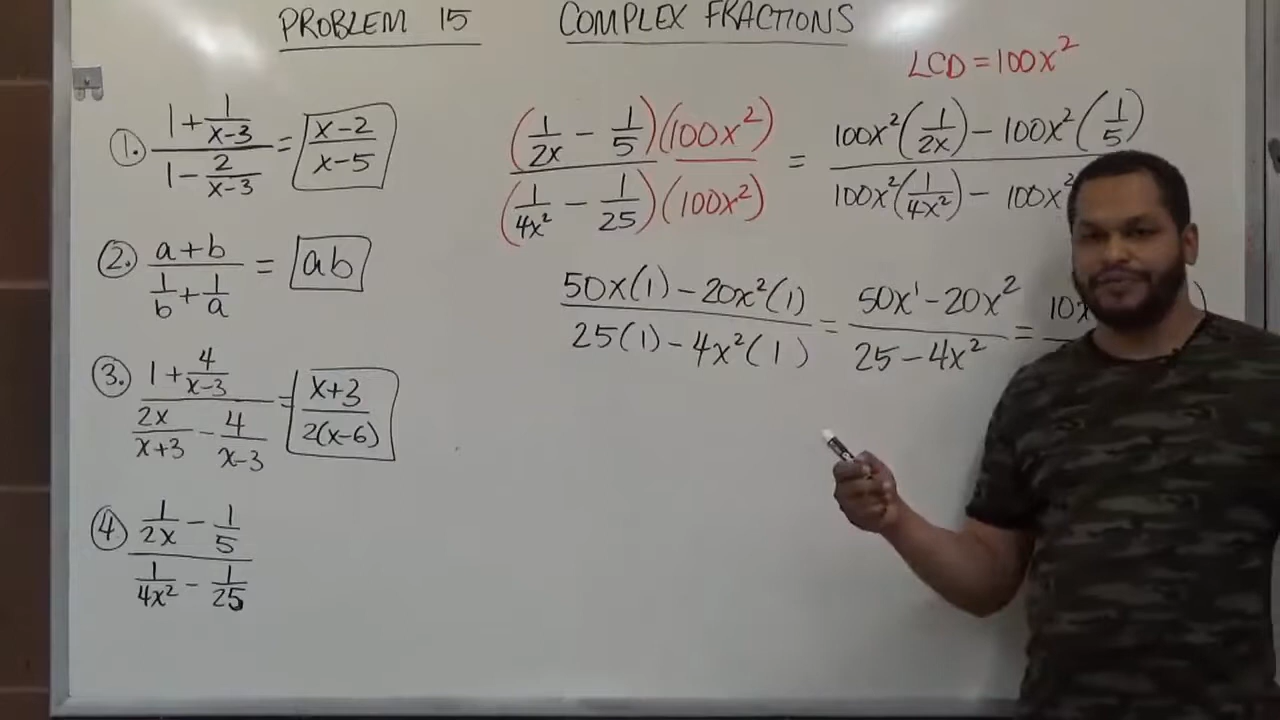 PROBLEM 15
COMPLEX FRACTIONS
LCD = 100x²
1. (1 + 1/(x-3)) / (1 - 2/(x-3)) = (x-2)/(x-5)
2. (a+b) / (1/b + 1/a) = ab
3. (1 + 4/(x-3)) / (2x/(x+3) - 4/(x-3)) = (x+3)/(2(x-6))
4 (1/2x - 1/5) / (1/4x² - 1/25)
(1/2x - 1/5)(100x²) / (1/4x² - 1/25)(100x²) = (100x²(1/2x) - 100x²(1/5)) / (100x²(1/4x²) - 100x
(50x(1) - 20x²(1)) / (25(1) - 4x²(1)) = (50x¹ - 20x²) / (25 - 4x²) = 10x